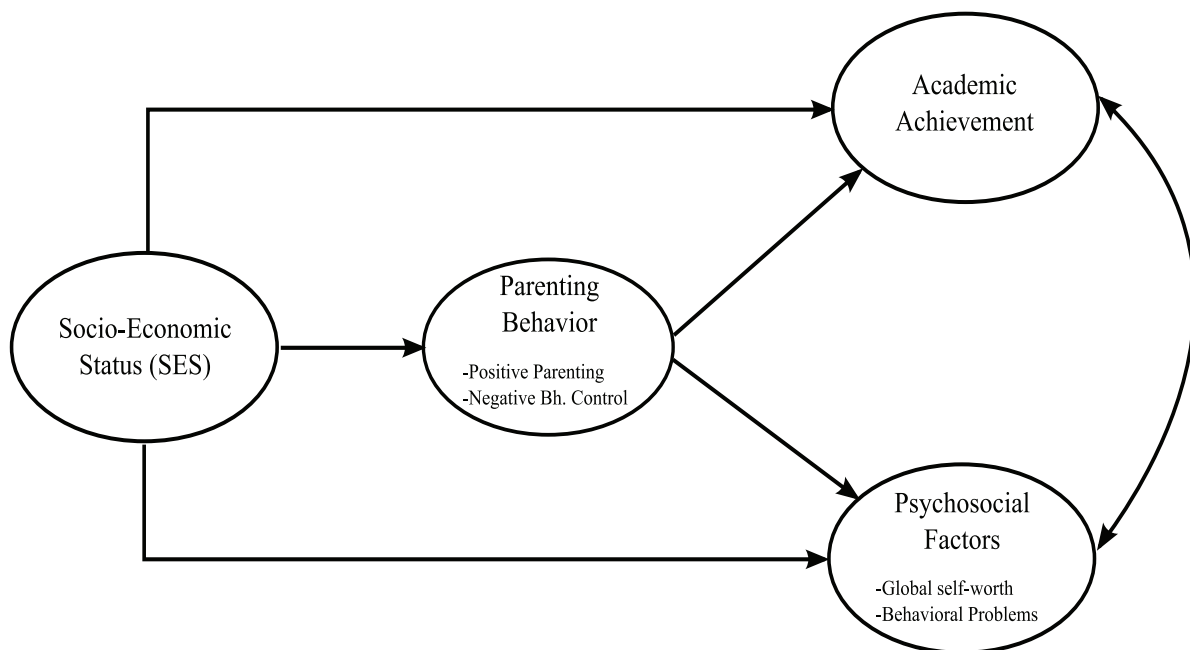 Academic
Achievement
Socio-Economic
Status (SES)
Parenting
Behavior
-Positive Parenting
-Negative Bh. Control
Psychosocial
Factors
-Global self-worth
-Behavioral Problems